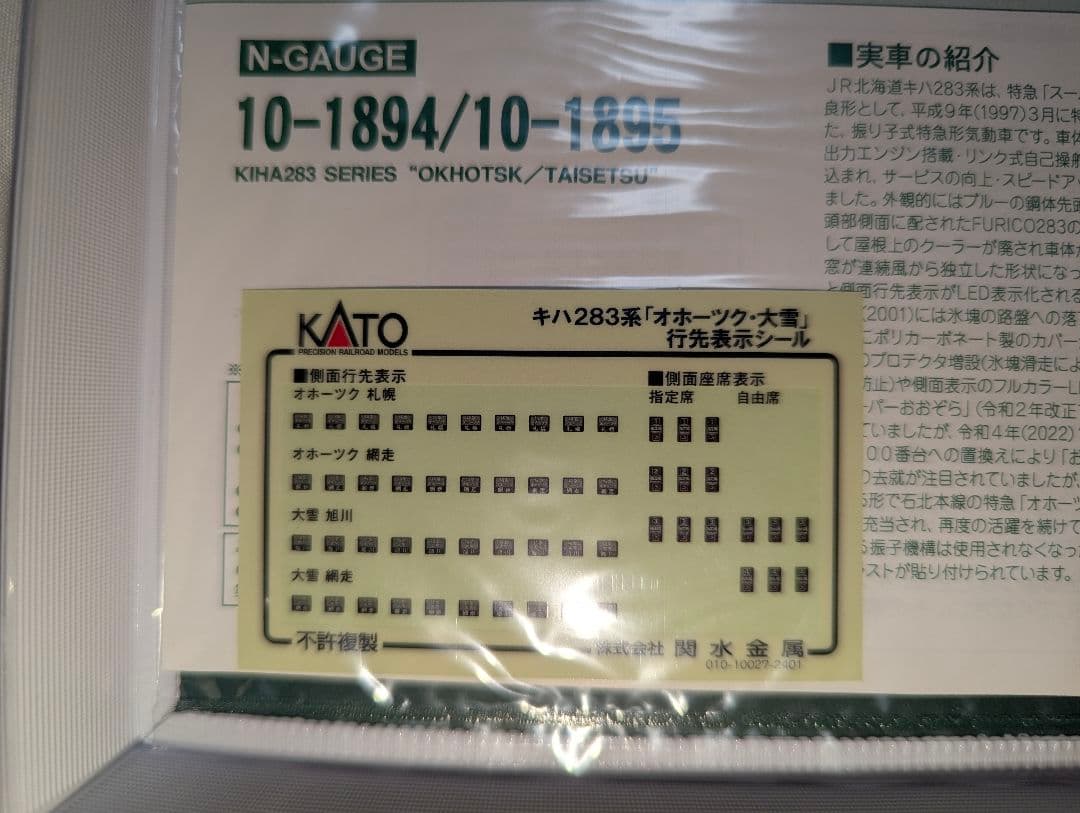 N-GAUGE
10-1894/10-1895
KIHA283 SERIES "OKHOTSK/TAISETSU"
■実車の紹介
JR北海道キハ283系は、特急「スー
良形として、平成9年(1997)3月に特
た、振り子式特急形気動車です。車体
出力エンジン搭載・リンク式自己操舵
込まれ、サービスの向上・スピードア
ました。外観的にはブルーの鋼体先頭
頭部側面に配されたFURICO283の
して屋根上のクーラーが廃され車体
窓が連続風から独立した形状になっ
と側面行先表示がLED表示化される
(2001)には氷塊の路盤への落
にポリカーボネート製のカバー
のプロテクタ増設(氷塊滑走によ
防止)や側面表示のフルカラーL
ーパーおおぞら」(令和2年改正
ていましたが、令和4年(2022)
00番台への置換えにより「お
の去就が注目されていましたが
る形で石北本線の特急「オホーツ
充当され、再度の活躍を続けて
振子機構は使用されなくなっ
ストが貼り付けられています。
KATO
PRECISION RAILROAD MODELS
キハ283系「オホーツク・大雪」
行先表示シール
■側面行先表示
オホーツク 札幌
オホーツク 網走
大雪 旭川
大雪 網走
■側面座席表示
指定席 自由席
不許複製
株式会社 関水金属
010-10027-2401